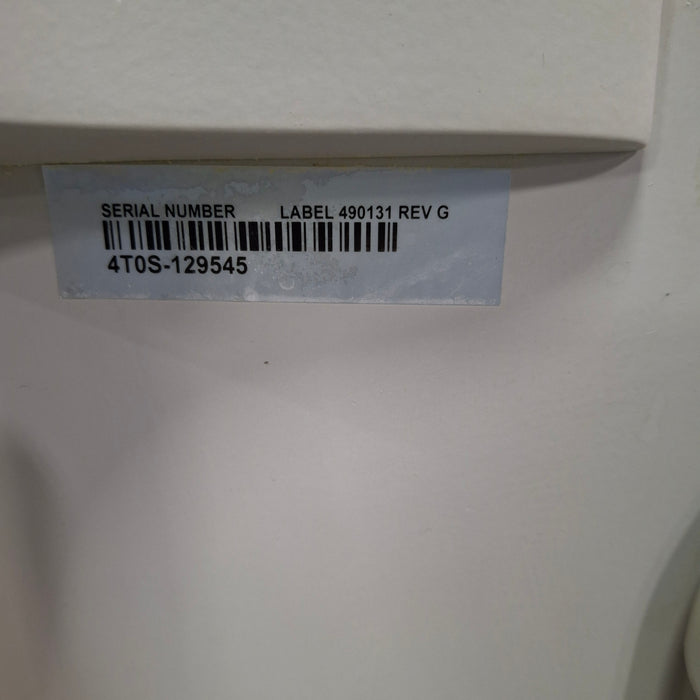 SERIAL NUMBER LABEL 490131 REV G
4T0S-129545